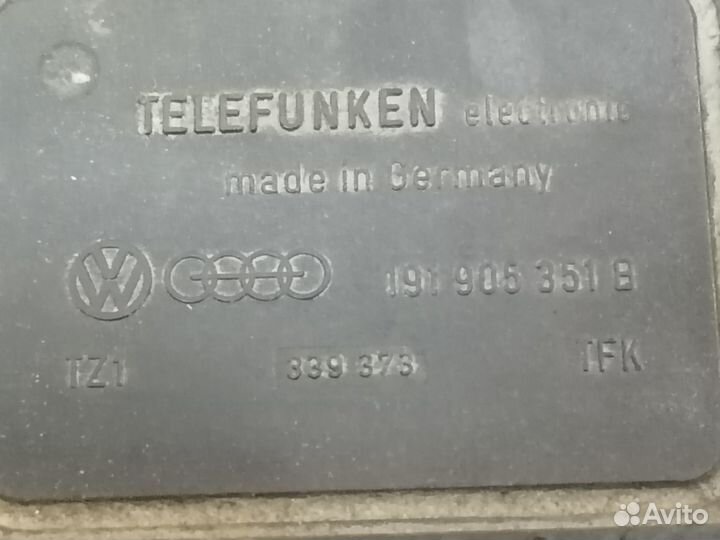 TELEFUNKEN electronic
made in Germany
191 905 351 B
TZ1 339 373 TFK
Avito